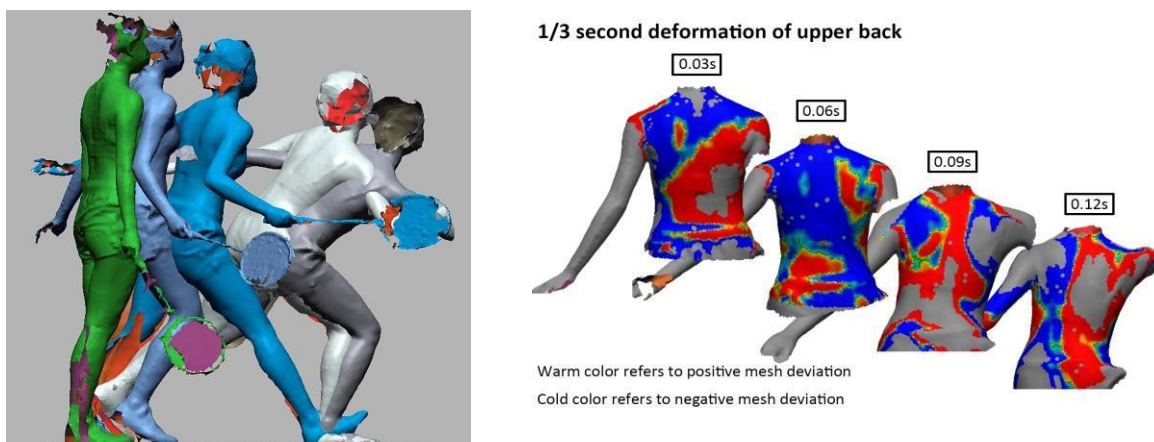 1/3 second deformation of upper back
0.03s
0.06s
0.09s
0.12s
Warm color refers to positive mesh deviation
Cold color refers to negative mesh deviation